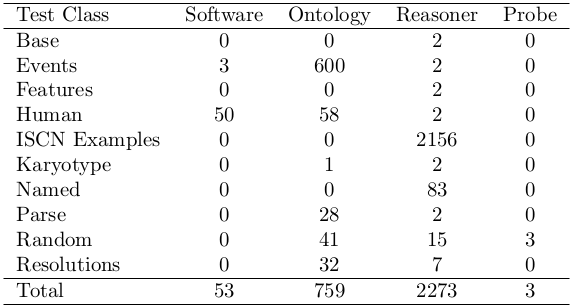 Test Class Software Ontology Reasoner Probe
Base 0 0 2 0
Events 3 600 2 0
Features 0 0 2 0
Human 50 58 2 0
ISCN Examples 0 0 2156 0
Karyotype 0 1 2 0
Named 0 0 83 0
Parse 0 28 2 0
Random 0 41 15 3
Resolutions 0 32 7 0
Total 53 759 2273 3